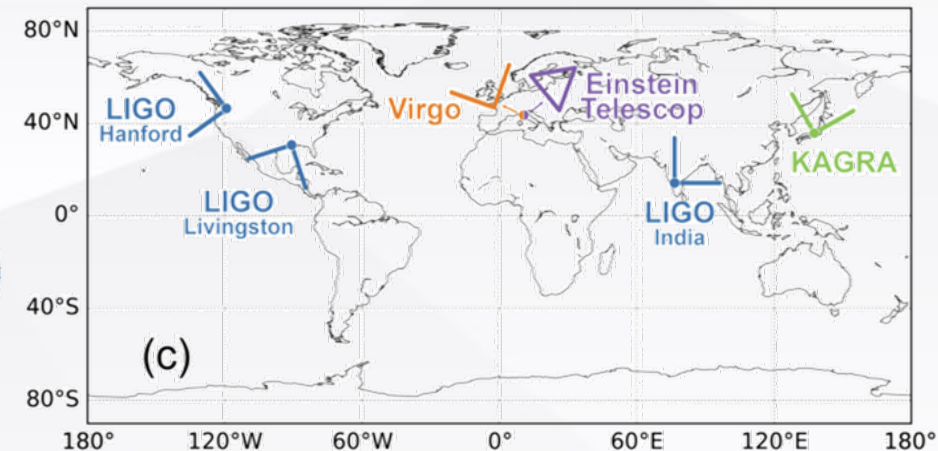 80°N
40°N
0°
40°S
80°S
LIGO
Hanford
LIGO
Livingston
Virgo
Einstein
Telescop
LIGO
India
KAGRA
(c)
180°
120°W
60°W
0°
60°E
120°E
180°